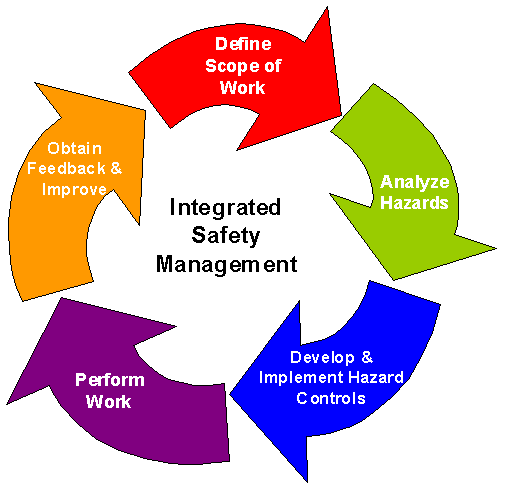 Define
Scope of
Work
Analyze
Hazards
Develop &
Implement Hazard
Controls
Perform
Work
Obtain
Feedback &
Improve
Integrated
Safety
Management